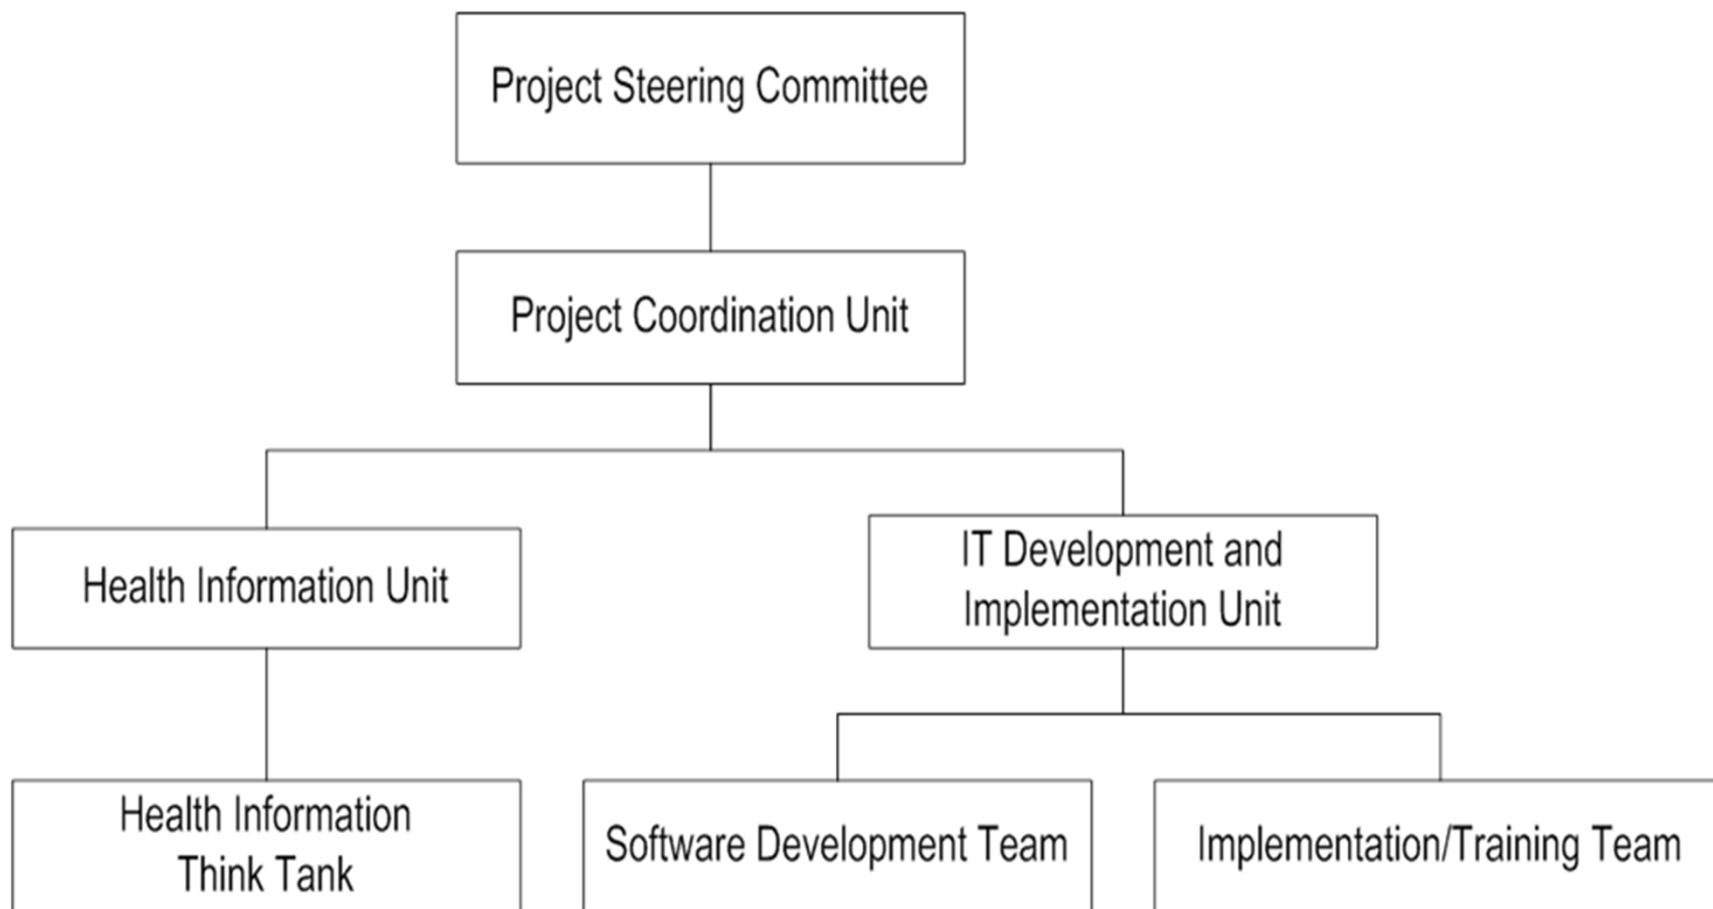 Project Steering Committee
Project Coordination Unit
Health Information Unit
IT Development and
Implementation Unit
Health Information
Think Tank
Software Development Team
Implementation/Training Team